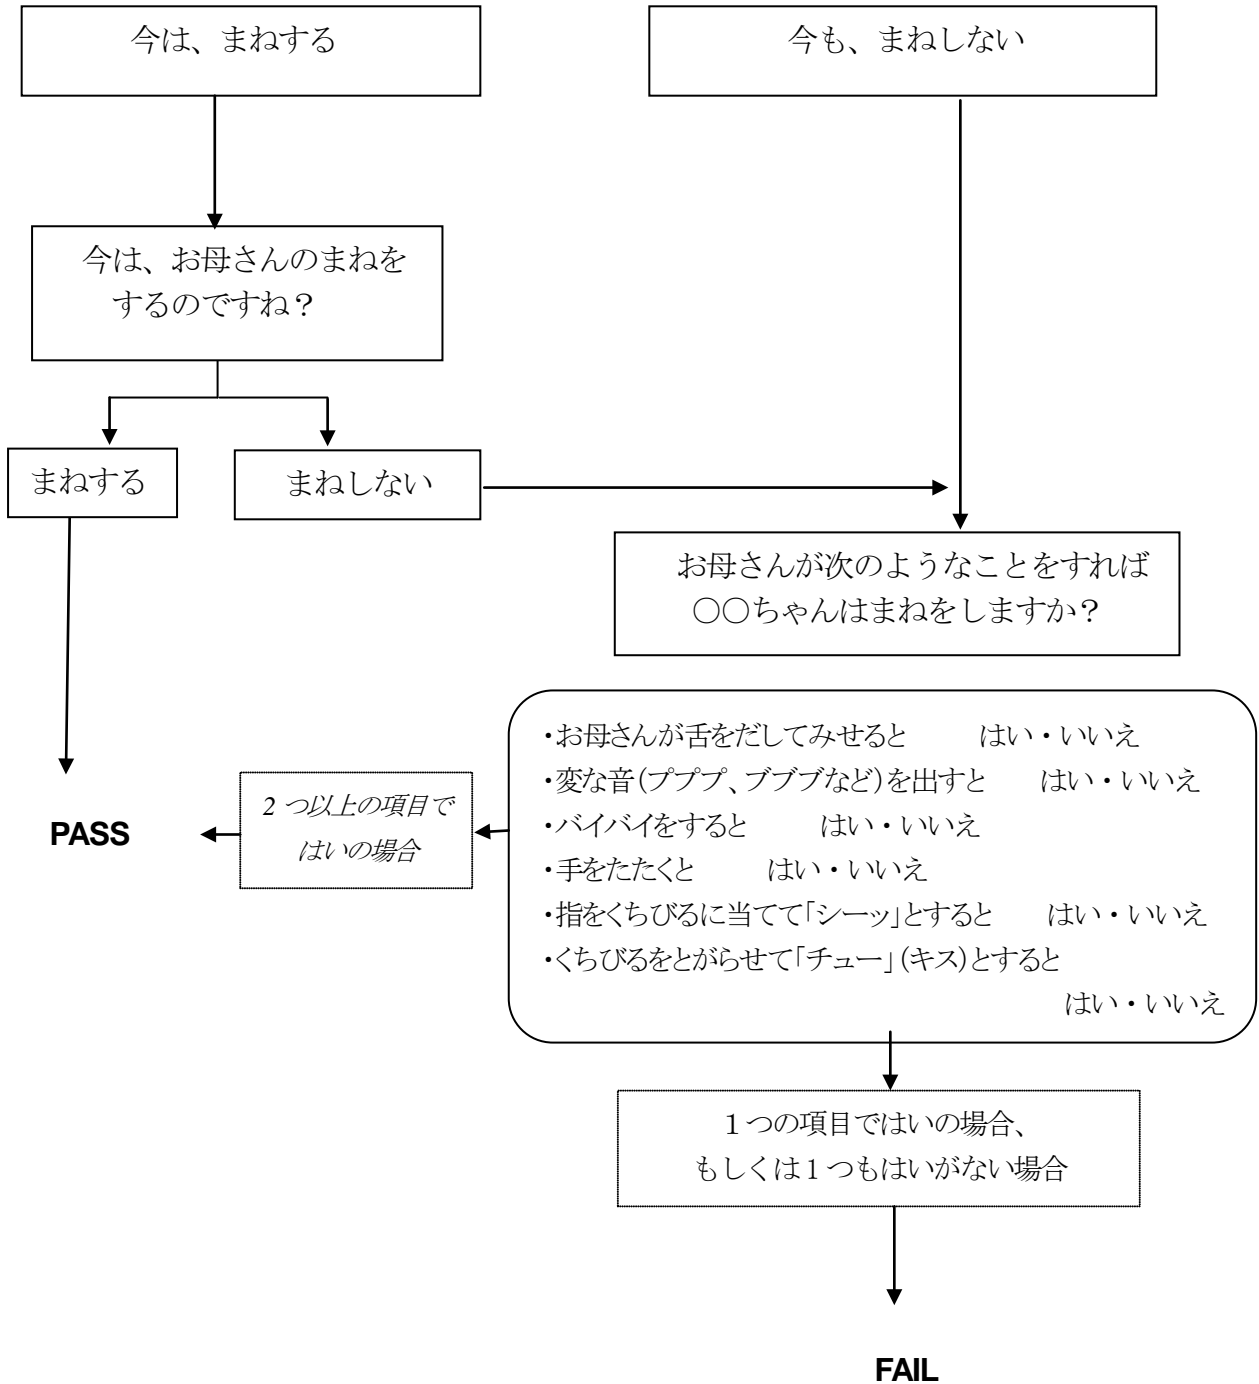 今は、まねする
今も、まねしない
今は、お母さんのまねを
するのですね？
まねする
まねしない
お母さんが次のようなことをすれば
○○ちゃんはまねをしますか？
・お母さんが舌をだしてみせると　　はい・いいえ
・変な音(プププ、ブブブなど)を出すと　　はい・いいえ
・バイバイをすると　　はい・いいえ
・手をたたくと　　はい・いいえ
・指をくちびるに当てて「シーッ」とすると　　はい・いいえ
・くちびるをとがらせて「チュー」(キス)とすると
はい・いいえ
2 つ以上の項目で
はいの場合
PASS
１つの項目ではいの場合、
もしくは１つもはいがない場合
FAIL